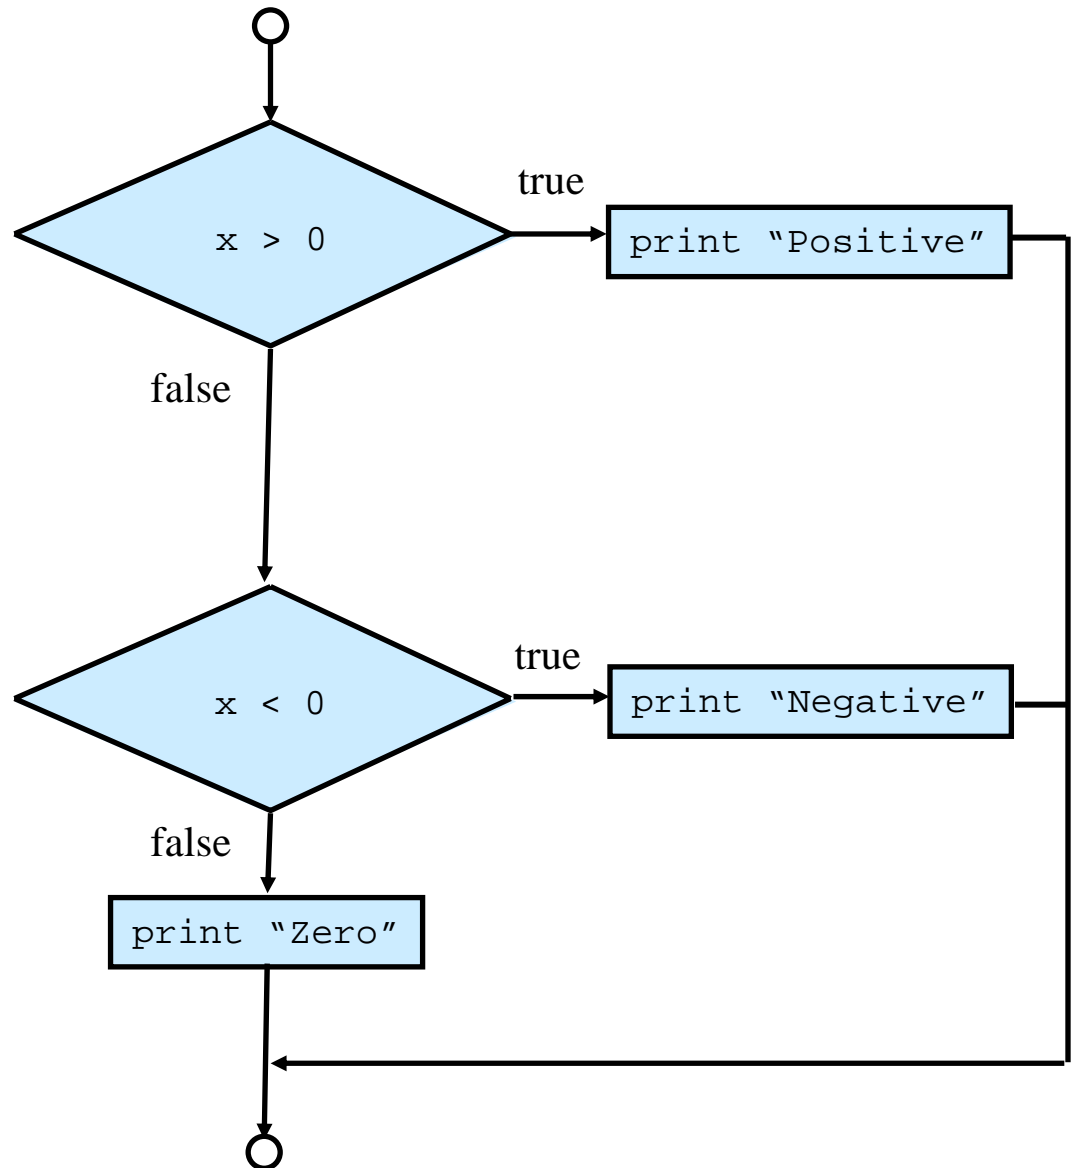 true
x > 0
print “Positive”
false
true
x < 0
print “Negative”
false
print “Zero”